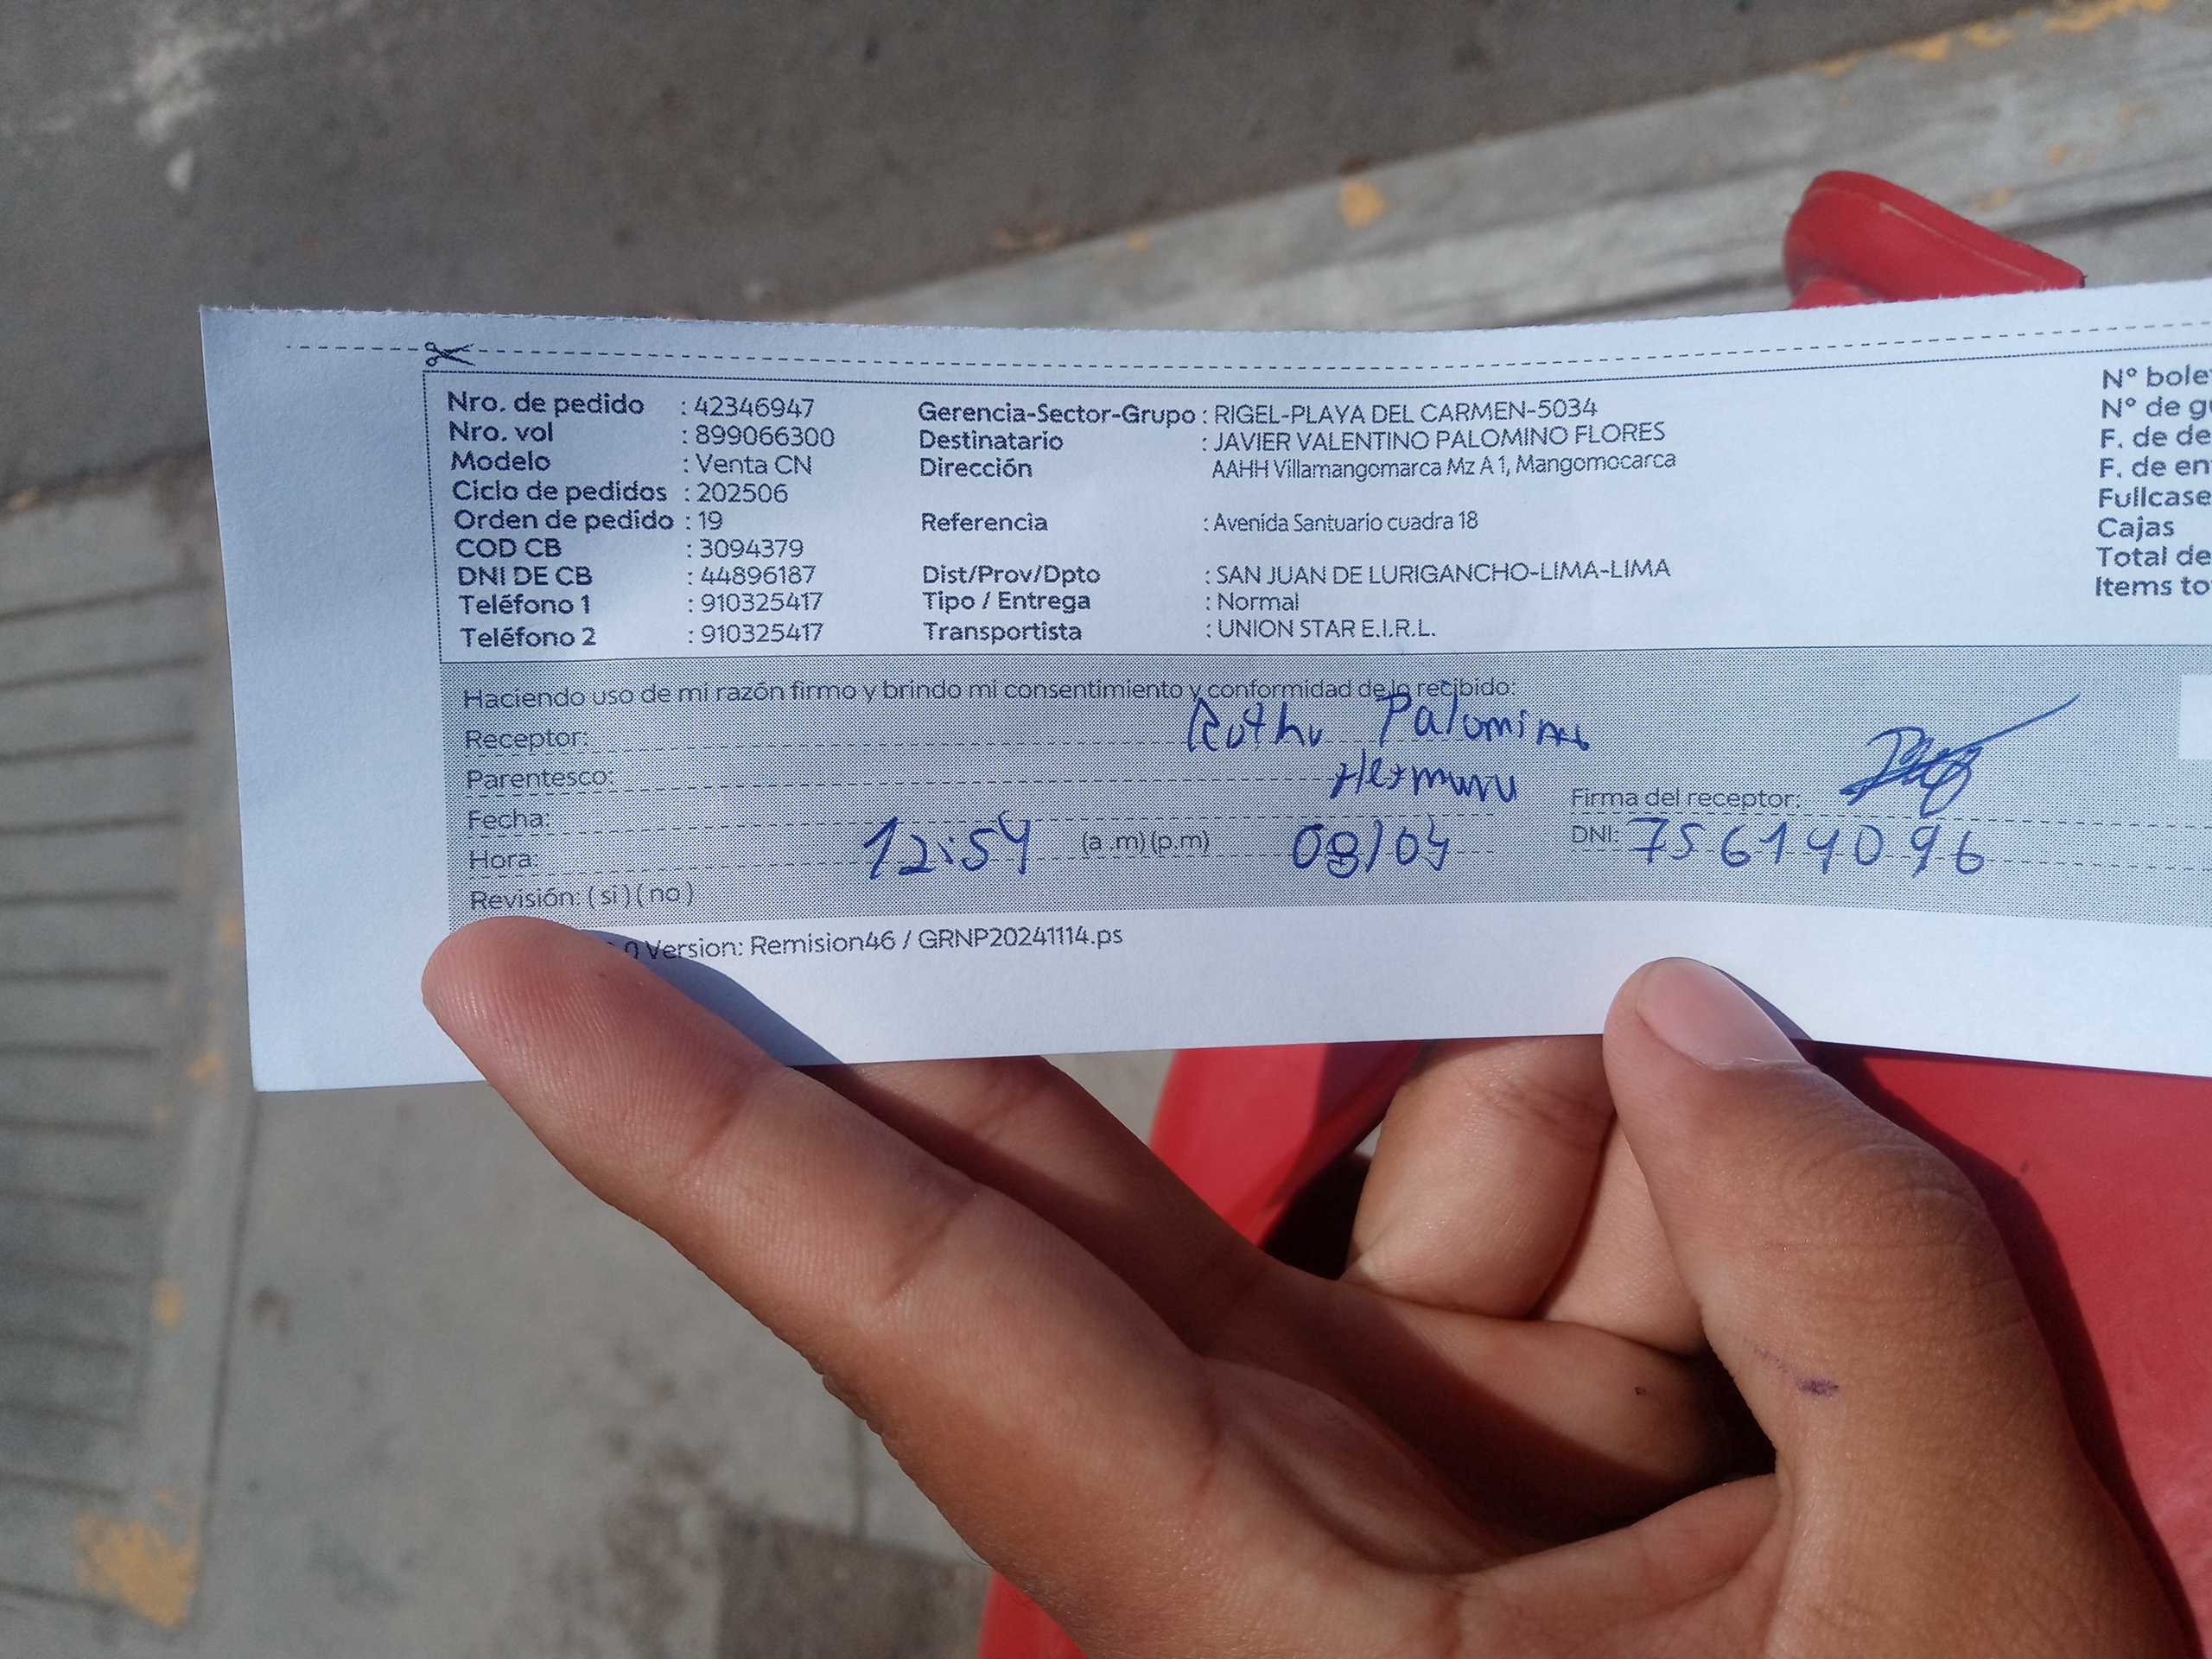 Nro. de pedido : 42346947
Nro. vol : 899066300
Modelo : Venta CN
Ciclo de pedidos : 202506
Orden de pedido : 19
COD CB : 3094379
DNI DE CB : 44896187
Teléfono 1 : 910325417
Teléfono 2 : 910325417
Gerencia-Sector-Grupo : RIGEL-PLAYA DEL CARMEN-5034
Destinatario : JAVIER VALENTINO PALOMINO FLORES
Dirección AAHH Villamangomarca Mz A 1, Mangomocarca
Referencia : Avenida Santuario cuadra 18
Dist/Prov/Dpto : SAN JUAN DE LURIGANCHO-LIMA-LIMA
Tipo / Entrega : Normal
Transportista : UNION STAR E.I.R.L.
N° bole
N° de g
F. de de
F. de en
Fullcase
Cajas
Total de
Items to
Haciendo uso de mi razón firmo y brindo mi consentimiento y conformidad de lo recibido:
Receptor: Palomino
Parentesco:
Fecha:
Hora: 12:54 (a .m)(p.m) 08/04
Revisión: ( si ) ( no )
Firma del receptor:
DNI: 75614096
0 Version: Remision46 / GRNP20241114.ps